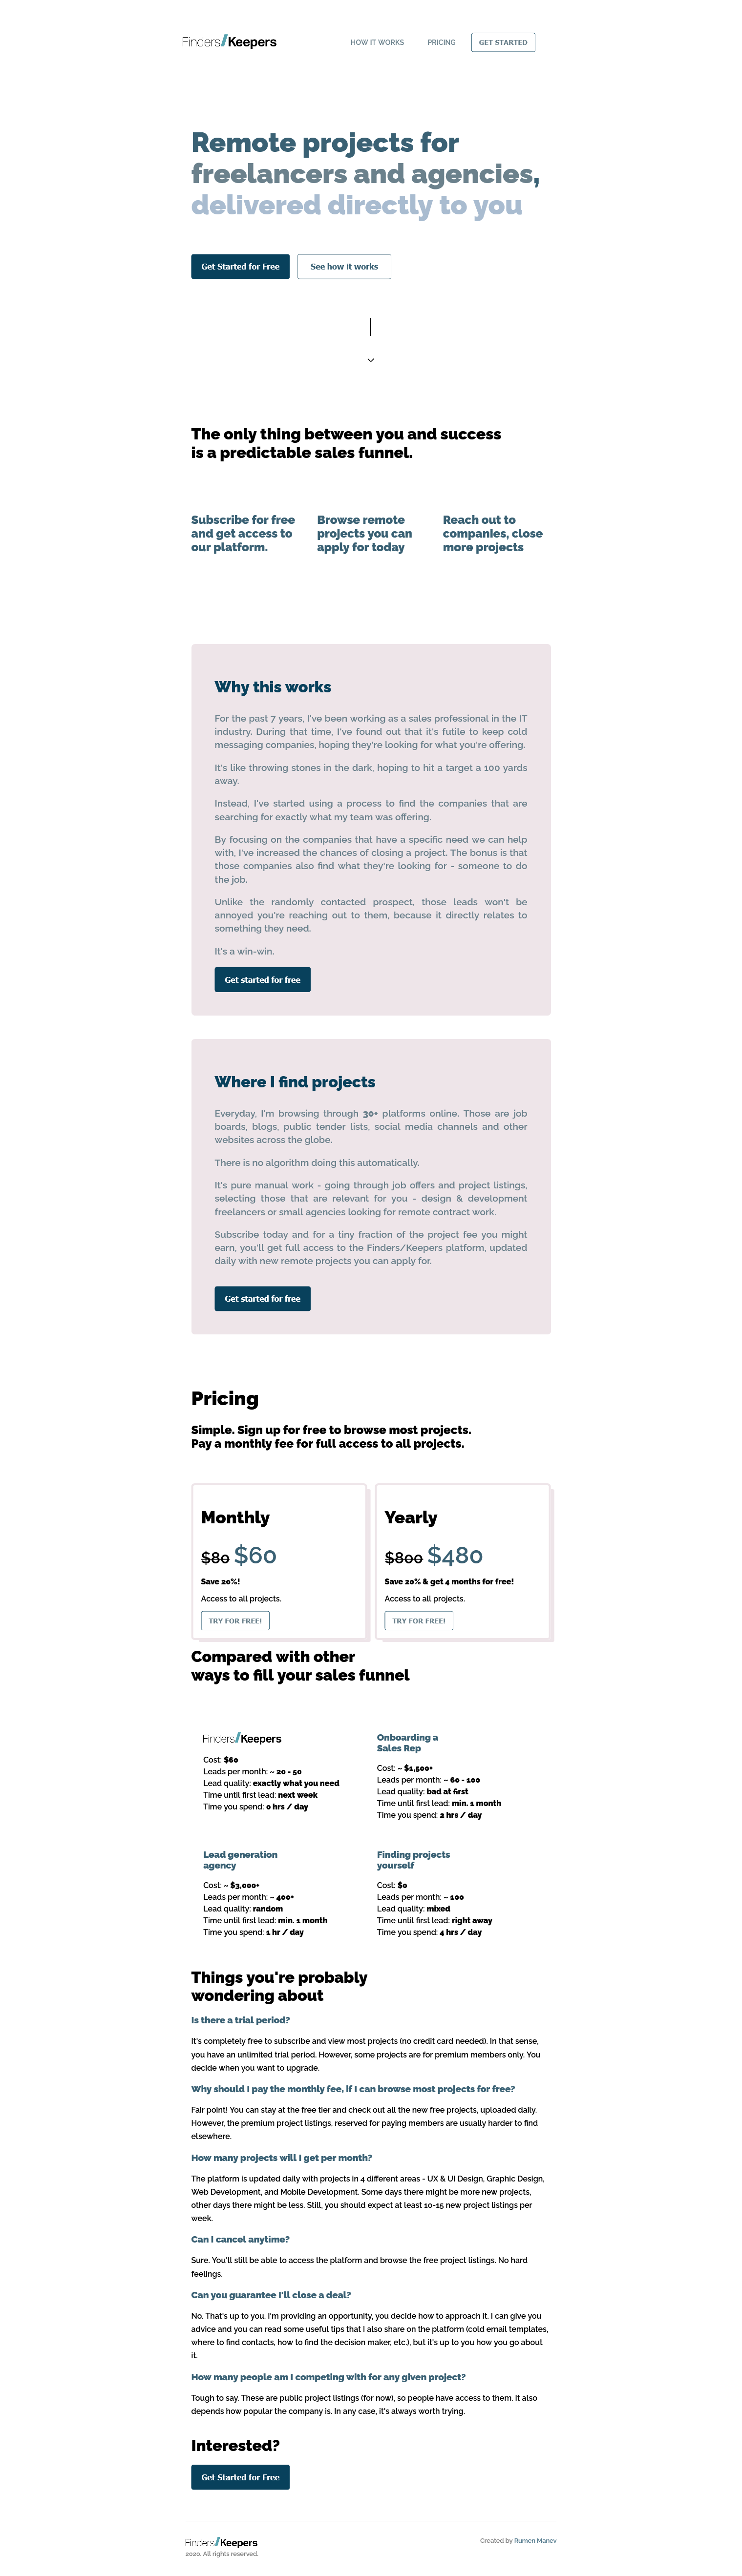 Finders/Keepers
HOW IT WORKS
PRICING
GET STARTED
Remote projects for
freelancers and agencies,
delivered directly to you
Get Started for Free
See how it works
The only thing between you and success
is a predictable sales funnel.
Subscribe for free
and get access to
our platform.
Browse remote
projects you can
apply for today
Reach out to
companies, close
more projects
Why this works
For the past 7 years, I've been working as a sales professional in the IT
industry. During that time, I've found out that it's futile to keep cold
messaging companies, hoping they're looking for what you're offering.
It's like throwing stones in the dark, hoping to hit a target a 100 yards
away.
Instead, I've started using a process to find the companies that are
searching for exactly what my team was offering.
By focusing on the companies that have a specific need we can help
with, I've increased the chances of closing a project. The bonus is that
those companies also find what they're looking for - someone to do
the job.
Unlike the randomly contacted prospect, those leads won't be
annoyed you're reaching out to them, because it directly relates to
something they need.
It's a win-win.
Get started for free
Where I find projects
Everyday, I'm browsing through 30+ platforms online. Those are job
boards, blogs, public tender lists, social media channels and other
websites across the globe.
There is no algorithm doing this automatically.
It's pure manual work - going through job offers and project listings,
selecting those that are relevant for you - design & development
freelancers or small agencies looking for remote contract work.
Subscribe today and for a tiny fraction of the project fee you might
earn, you'll get full access to the Finders/Keepers platform, updated
daily with new remote projects you can apply for.
Get started for free
Pricing
Simple. Sign up for free to browse most projects.
Pay a monthly fee for full access to all projects.
Monthly
$80 $60
Save 20%!
Access to all projects.
TRY FOR FREE!
Yearly
$800 $480
Save 20% & get 4 months for free!
Access to all projects.
TRY FOR FREE!
Compared with other
ways to fill your sales funnel
Finders/Keepers
Cost: $60
Leads per month: ~ 20 - 50
Lead quality: exactly what you need
Time until first lead: next week
Time you spend: 0 hrs / day
Onboarding a
Sales Rep
Cost: ~ $1,500+
Leads per month: ~ 60 - 100
Lead quality: bad at first
Time until first lead: min. 1 month
Time you spend: 2 hrs / day
Lead generation
agency
Cost: ~ $3,000+
Leads per month: ~ 400+
Lead quality: random
Time until first lead: min. 1 month
Time you spend: 1 hr / day
Finding projects
yourself
Cost: $0
Leads per month: ~ 100
Lead quality: mixed
Time until first lead: right away
Time you spend: 4 hrs / day
Things you're probably
wondering about
Is there a trial period?
It's completely free to subscribe and view most projects (no credit card needed). In that sense,
you have an unlimited trial period. However, some projects are for premium members only. You
decide when you want to upgrade.
Why should I pay the monthly fee, if I can browse most projects for free?
Fair point! You can stay at the free tier and check out all the new free projects, uploaded daily.
However, the premium project listings, reserved for paying members are usually harder to find
elsewhere.
How many projects will I get per month?
The platform is updated daily with projects in 4 different areas - UX & UI Design, Graphic Design,
Web Development, and Mobile Development. Some days there might be more new projects,
other days there might be less. Still, you should expect at least 10-15 new project listings per
week.
Can I cancel anytime?
Sure. You'll still be able to access the platform and browse the free project listings. No hard
feelings.
Can you guarantee I'll close a deal?
No. That's up to you. I'm providing an opportunity, you decide how to approach it. I can give you
advice and you can read some useful tips that I also share on the platform (cold email templates,
where to find contacts, how to find the decision maker, etc.), but it's up to you how you go about
it.
How many people am I competing with for any given project?
Tough to say. These are public project listings (for now), so people have access to them. It also
depends how popular the company is. In any case, it's always worth trying.
Interested?
Get Started for Free
Finders/Keepers
2020. All rights reserved.
Created by Rumen Manev